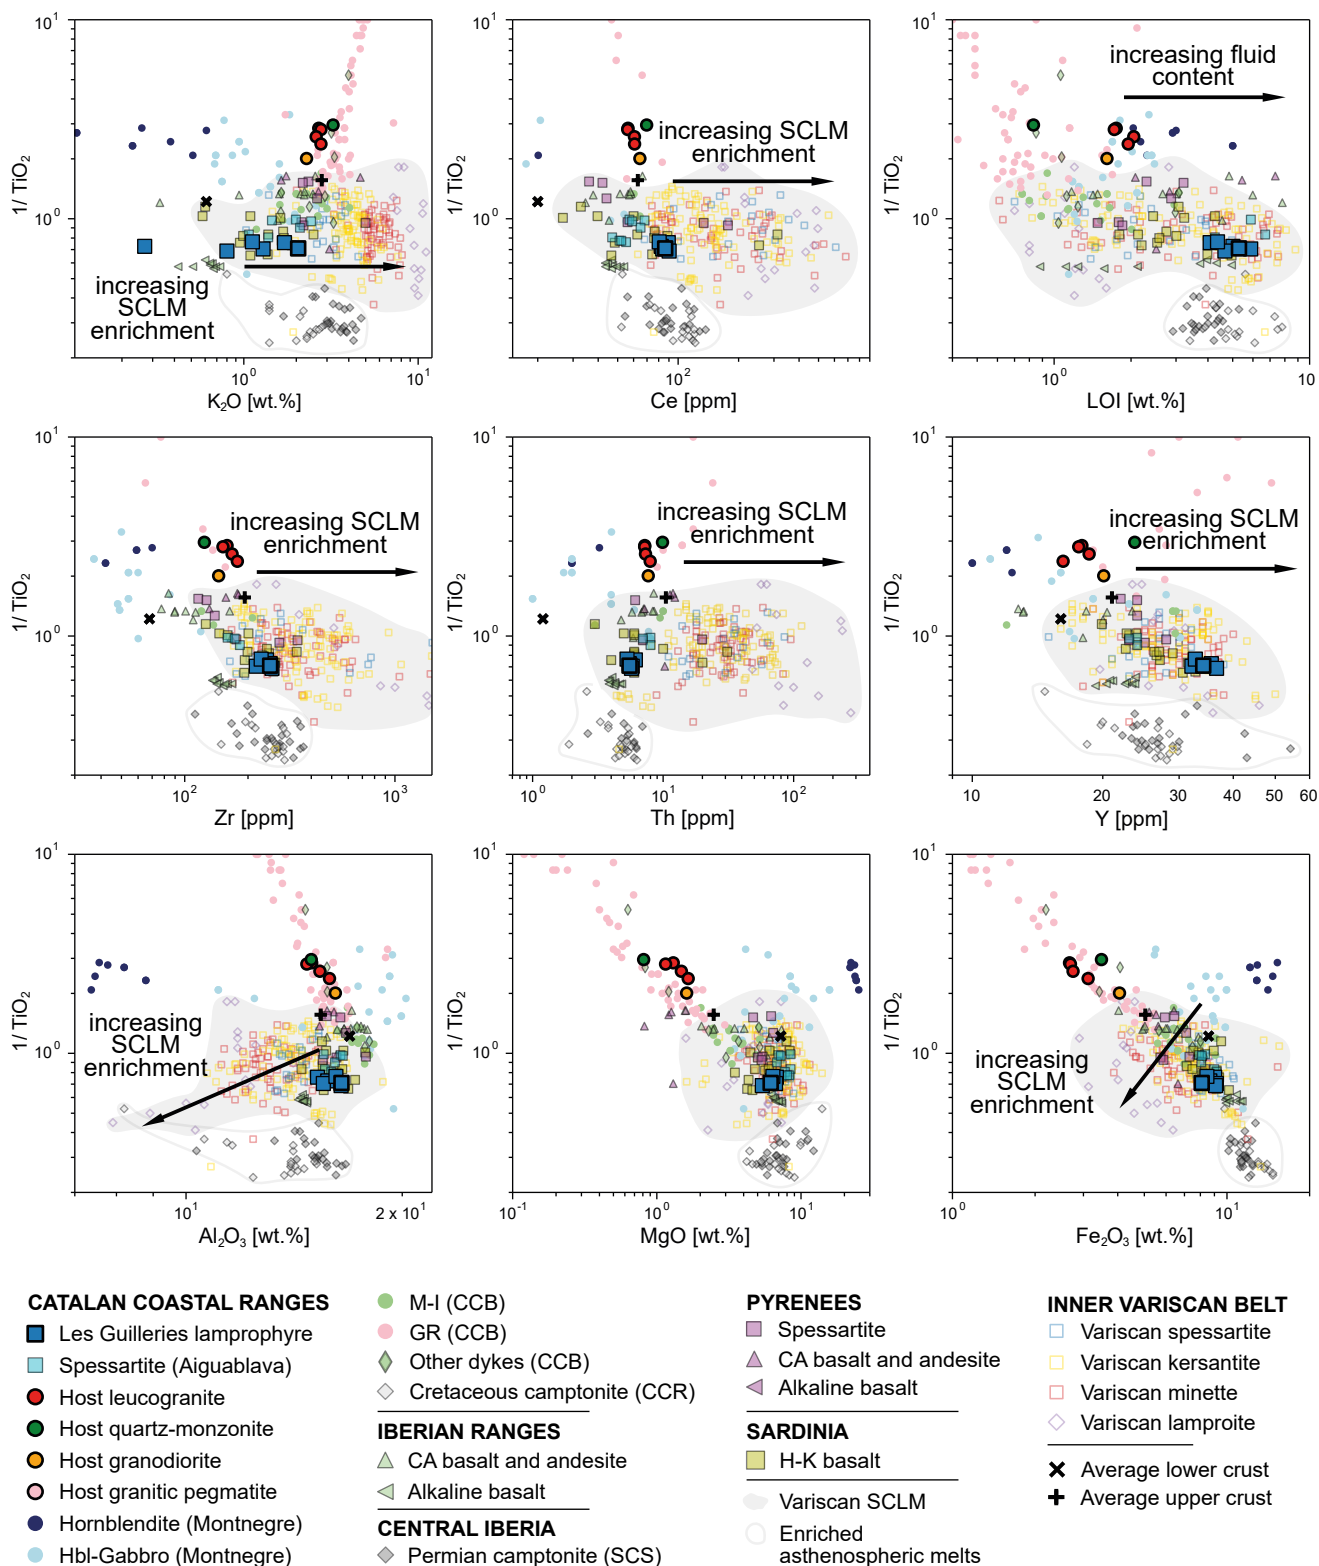 10¹
10⁰
1/ TiO₂
increasing
SCLM
enrichment
10⁰
10¹
K₂O [wt.%]
10¹
10⁰
1/ TiO₂
increasing SCLM
enrichment
10²
Ce [ppm]
10¹
10⁰
1/ TiO₂
increasing fluid
content
10⁰
10
LOI [wt.%]
10¹
10⁰
1/ TiO₂
increasing SCLM
enrichment
10²
10³
Zr [ppm]
10¹
10⁰
1/ TiO₂
increasing SCLM
enrichment
10⁰
10¹
10²
Th [ppm]
10¹
10⁰
1/ TiO₂
increasing SCLM
enrichment
10
20
30
40
50
60
Y [ppm]
10¹
10⁰
1/ TiO₂
increasing
SCLM
enrichment
10¹
2 x 10¹
Al₂O₃ [wt.%]
10¹
10⁰
1/ TiO₂
10⁻¹
10⁰
10¹
MgO [wt.%]
10¹
10⁰
1/ TiO₂
increasing
SCLM
enrichment
10⁰
10¹
Fe₂O₃ [wt.%]
CATALAN COASTAL RANGES
Les Guilleries lamprophyre
Spessartite (Aiguablava)
Host leucogranite
Host quartz-monzonite
Host granodiorite
Host granitic pegmatite
Hornblendite (Montnegre)
Hbl-Gabbro (Montnegre)
M-I (CCB)
GR (CCB)
Other dykes (CCB)
Cretaceous camptonite (CCR)
IBERIAN RANGES
CA basalt and andesite
Alkaline basalt
CENTRAL IBERIA
Permian camptonite (SCS)
PYRENEES
Spessartite
CA basalt and andesite
Alkaline basalt
SARDINIA
H-K basalt
Variscan SCLM
Enriched
asthenospheric melts
INNER VARISCAN BELT
Variscan spessartite
Variscan kersantite
Variscan minette
Variscan lamproite
Average lower crust
Average upper crust